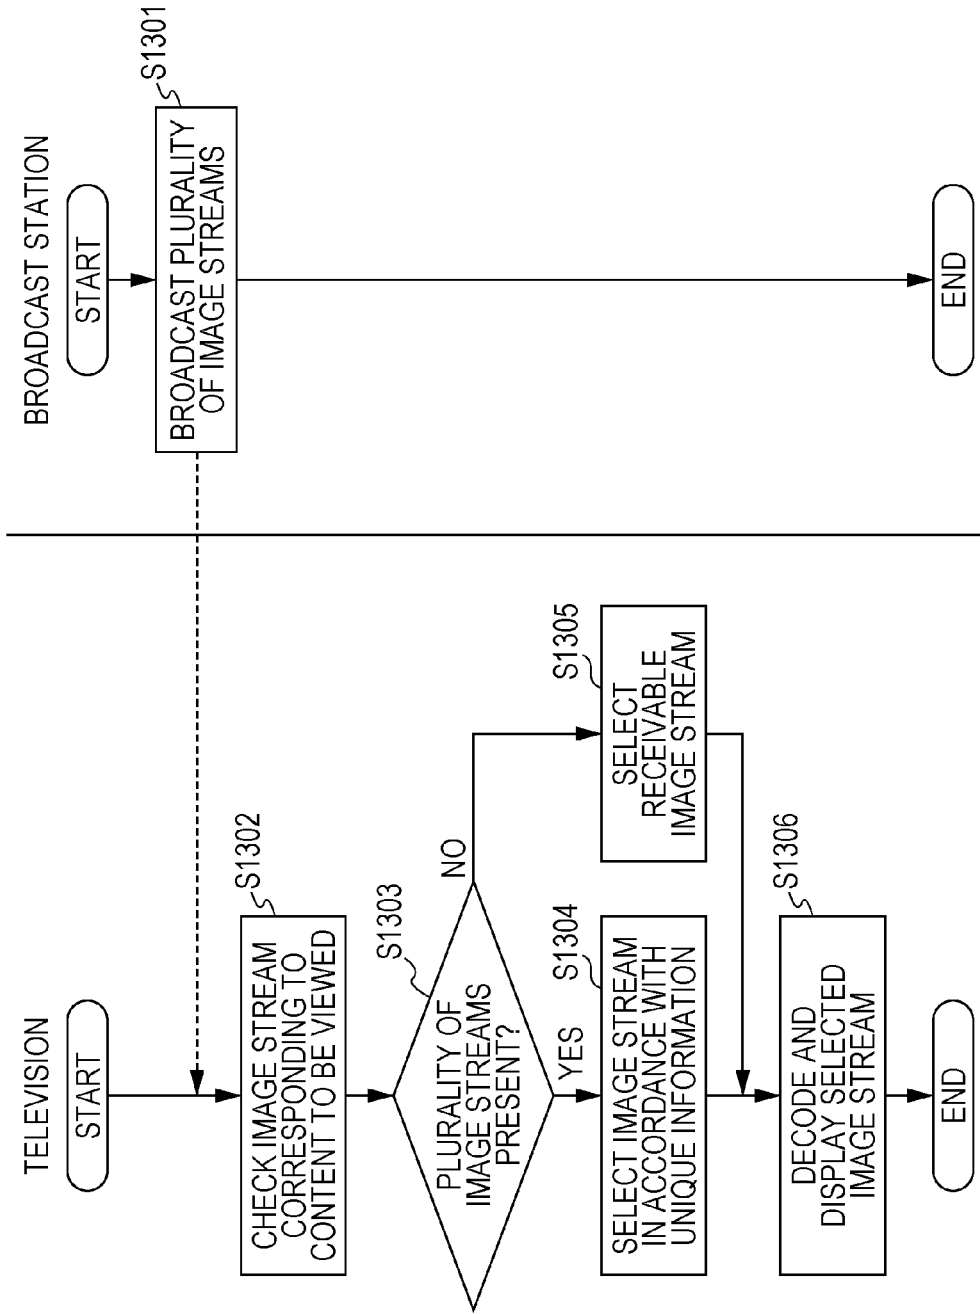 TELEVISION
START
CHECK IMAGE STREAM
CORRESPONDING TO
CONTENT TO BE VIEWED
S1302
PLURALITY OF
IMAGE STREAMS
PRESENT?
S1303
NO
YES
SELECT IMAGE STREAM
IN ACCORDANCE WITH
UNIQUE INFORMATION
S1304
SELECT
RECEIVABLE
IMAGE STREAM
S1305
DECODE AND
DISPLAY SELECTED
IMAGE STREAM
S1306
END
BROADCAST STATION
START
BROADCAST PLURALITY
OF IMAGE STREAMS
S1301
END